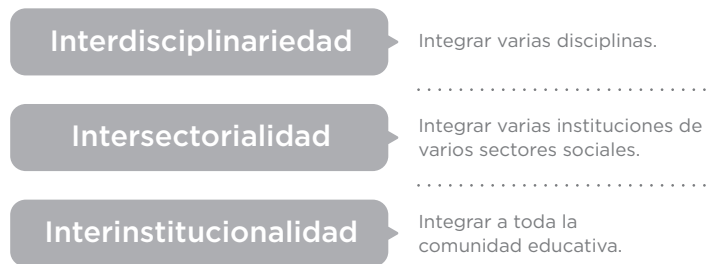 Interdisciplinariedad
Integrar varias disciplinas.
Intersectorialidad
Integrar varias instituciones de
varios sectores sociales.
Interinstitucionalidad
Integrar a toda la
comunidad educativa.